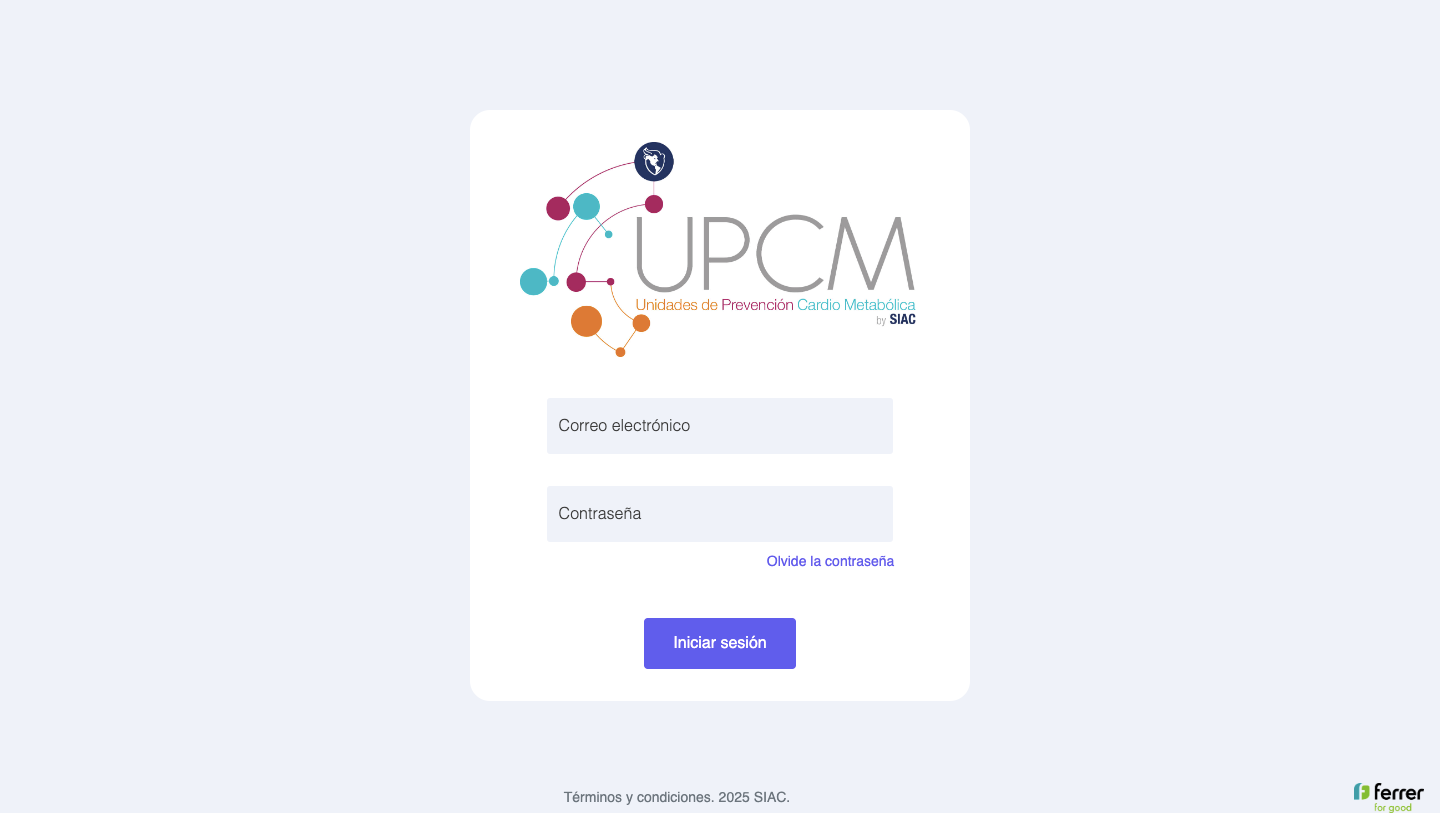 UPCM
Unidades de Prevención Cardio Metabólica
by SIAC
Correo electrónico
Contraseña
Olvide la contraseña
Iniciar sesión
Términos y condiciones. 2025 SIAC.
ferrer
for good